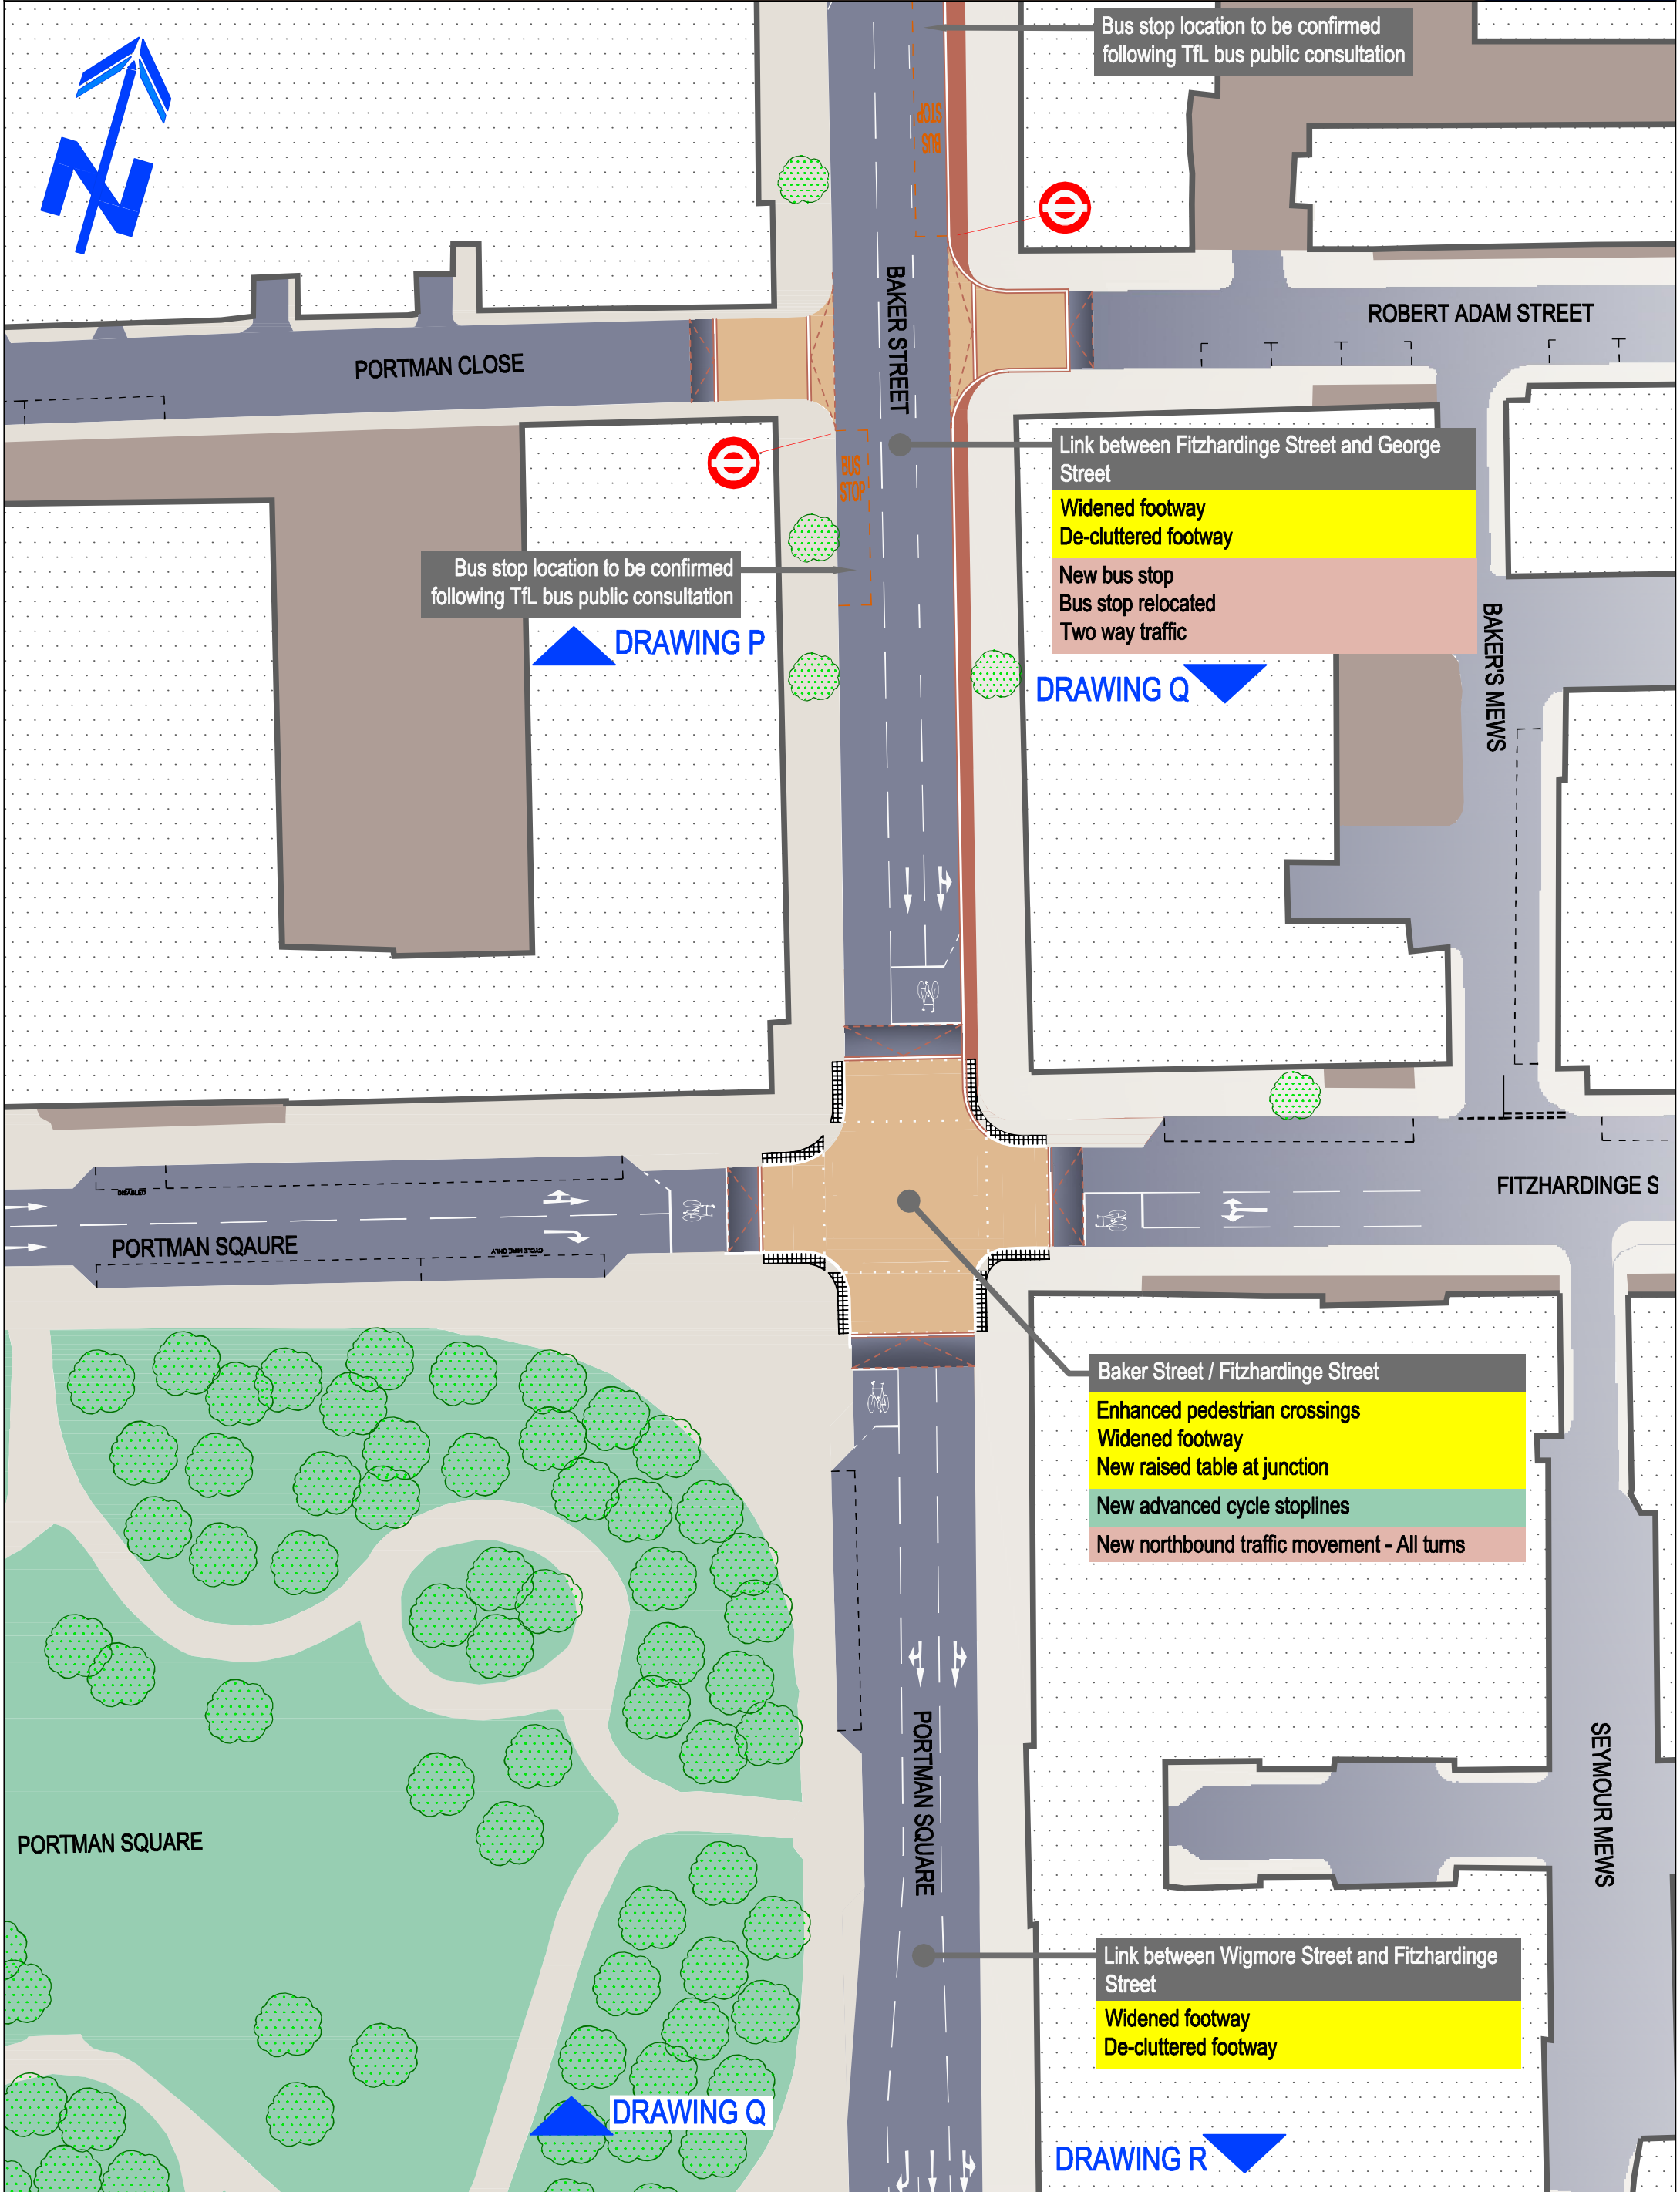 Bus stop location to be confirmed
following TfL bus public consultation
BUS
STOP
N
BAKER STREET
ROBERT ADAM STREET
PORTMAN CLOSE
Link between Fitzhardinge Street and George
Street
Widened footway
De-cluttered footway
New bus stop
Bus stop relocated
Two way traffic
BUS
STOP
Bus stop location to be confirmed
following TfL bus public consultation
DRAWING P
DRAWING Q
BAKER'S MEWS
DISABLED
FITZHARDINGE S
PORTMAN SQAURE
CYCLE HIRE ONLY
Baker Street / Fitzhardinge Street
Enhanced pedestrian crossings
Widened footway
New raised table at junction
New advanced cycle stoplines
New northbound traffic movement - All turns
PORTMAN SQUARE
SEYMOUR MEWS
PORTMAN SQUARE
Link between Wigmore Street and Fitzhardinge
Street
Widened footway
De-cluttered footway
DRAWING Q
DRAWING R